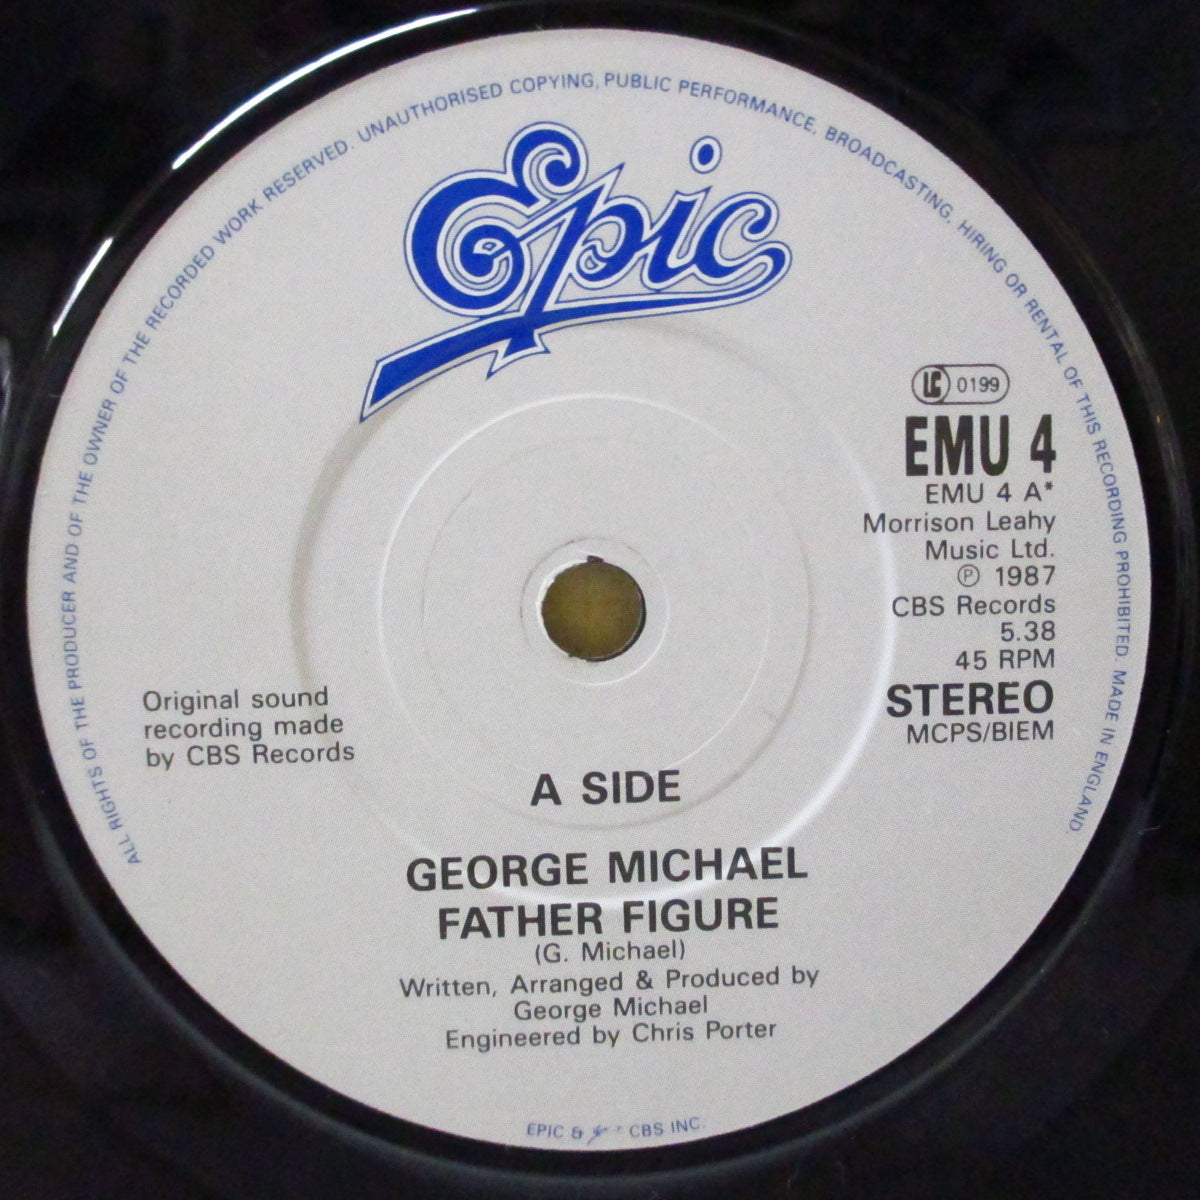 ALL RIGHTS OF THE PRODUCER AND OF THE OWNER OF THE RECORDED WORK RESERVED. UNAUTHORISED COPYING, PUBLIC PERFORMANCE, BROADCASTING, HIRING OR RENTAL OF THIS RECORDING PROHIBITED. MADE IN ENGLAND.
Epic
LC 0199
EMU 4
EMU 4 A*
Morrison Leahy
Music Ltd.
℗ 1987
CBS Records
5.38
45 RPM
STEREO
MCPS/BIEM
Original sound
recording made
by CBS Records
A SIDE
GEORGE MICHAEL
FATHER FIGURE
(G. Michael)
Written, Arranged & Produced by
George Michael
Engineered by Chris Porter
EPIC & CBS INC.